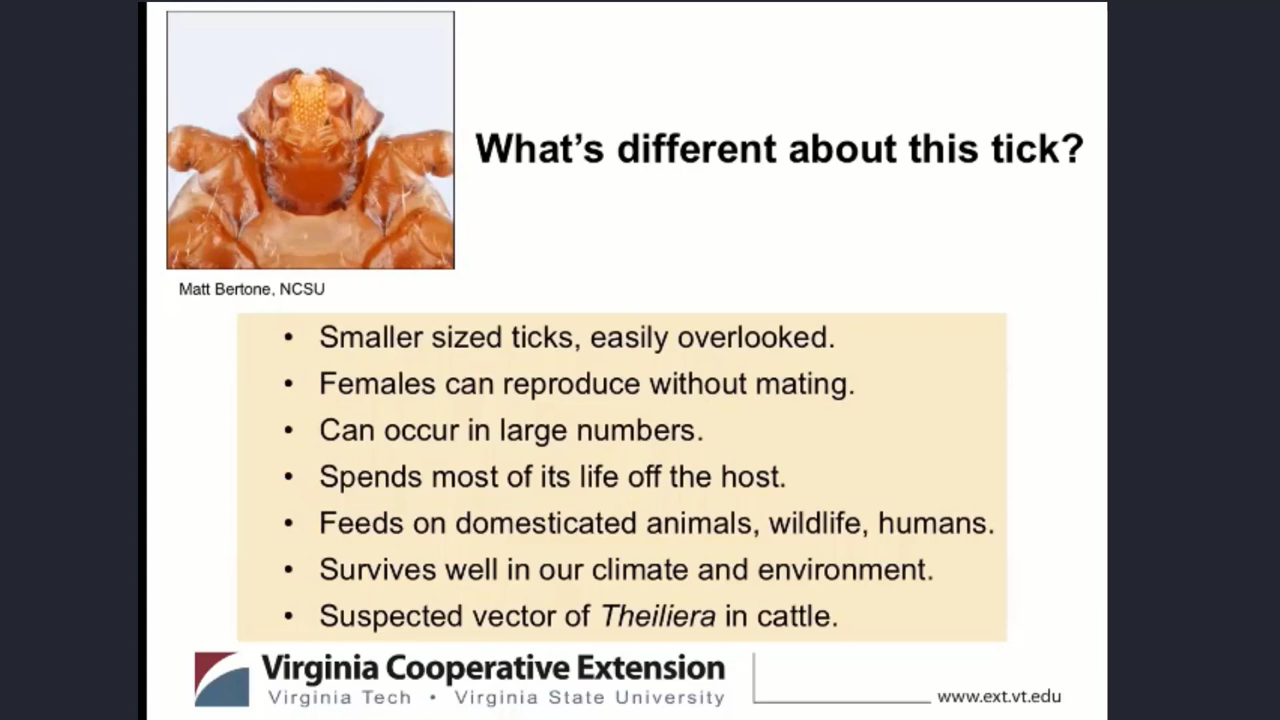 What's different about this tick?
Matt Bertone, NCSU
• Smaller sized ticks, easily overlooked.
• Females can reproduce without mating.
• Can occur in large numbers.
• Spends most of its life off the host.
• Feeds on domesticated animals, wildlife, humans.
• Survives well in our climate and environment.
• Suspected vector of Theiliera in cattle.
Virginia Cooperative Extension
Virginia Tech • Virginia State University
www.ext.vt.edu